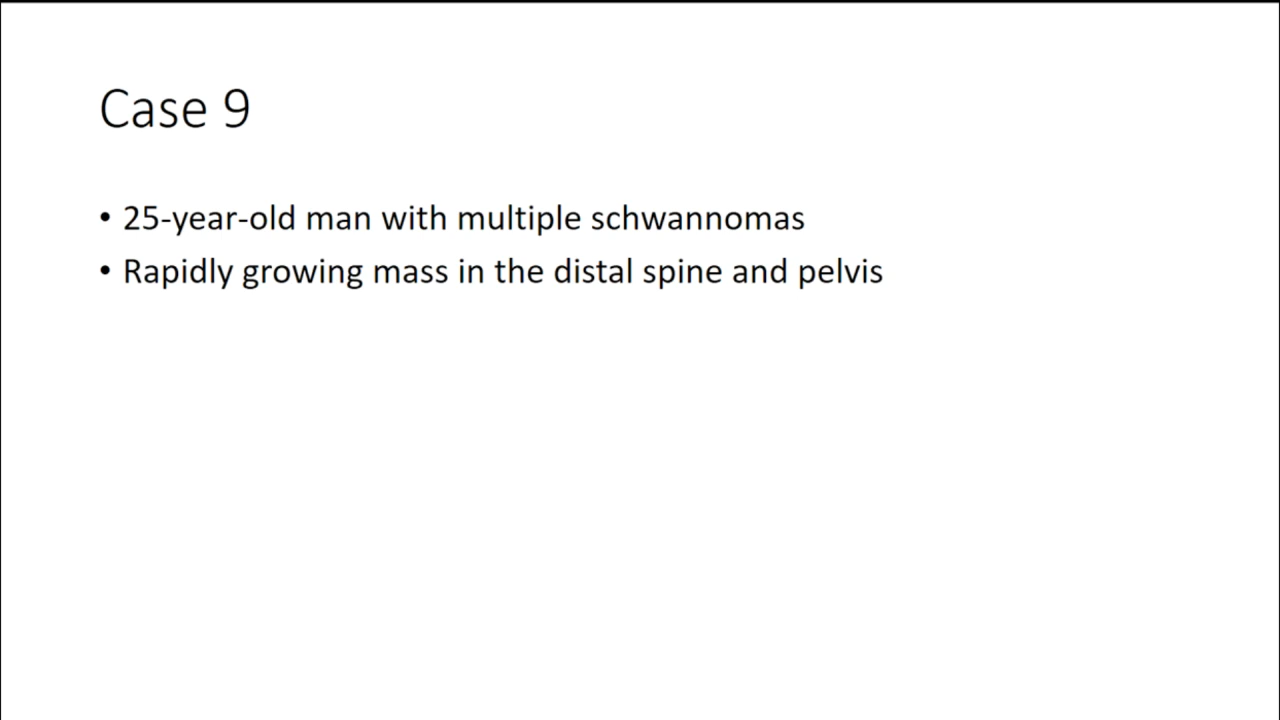 Case 9
• 25-year-old man with multiple schwannomas
• Rapidly growing mass in the distal spine and pelvis